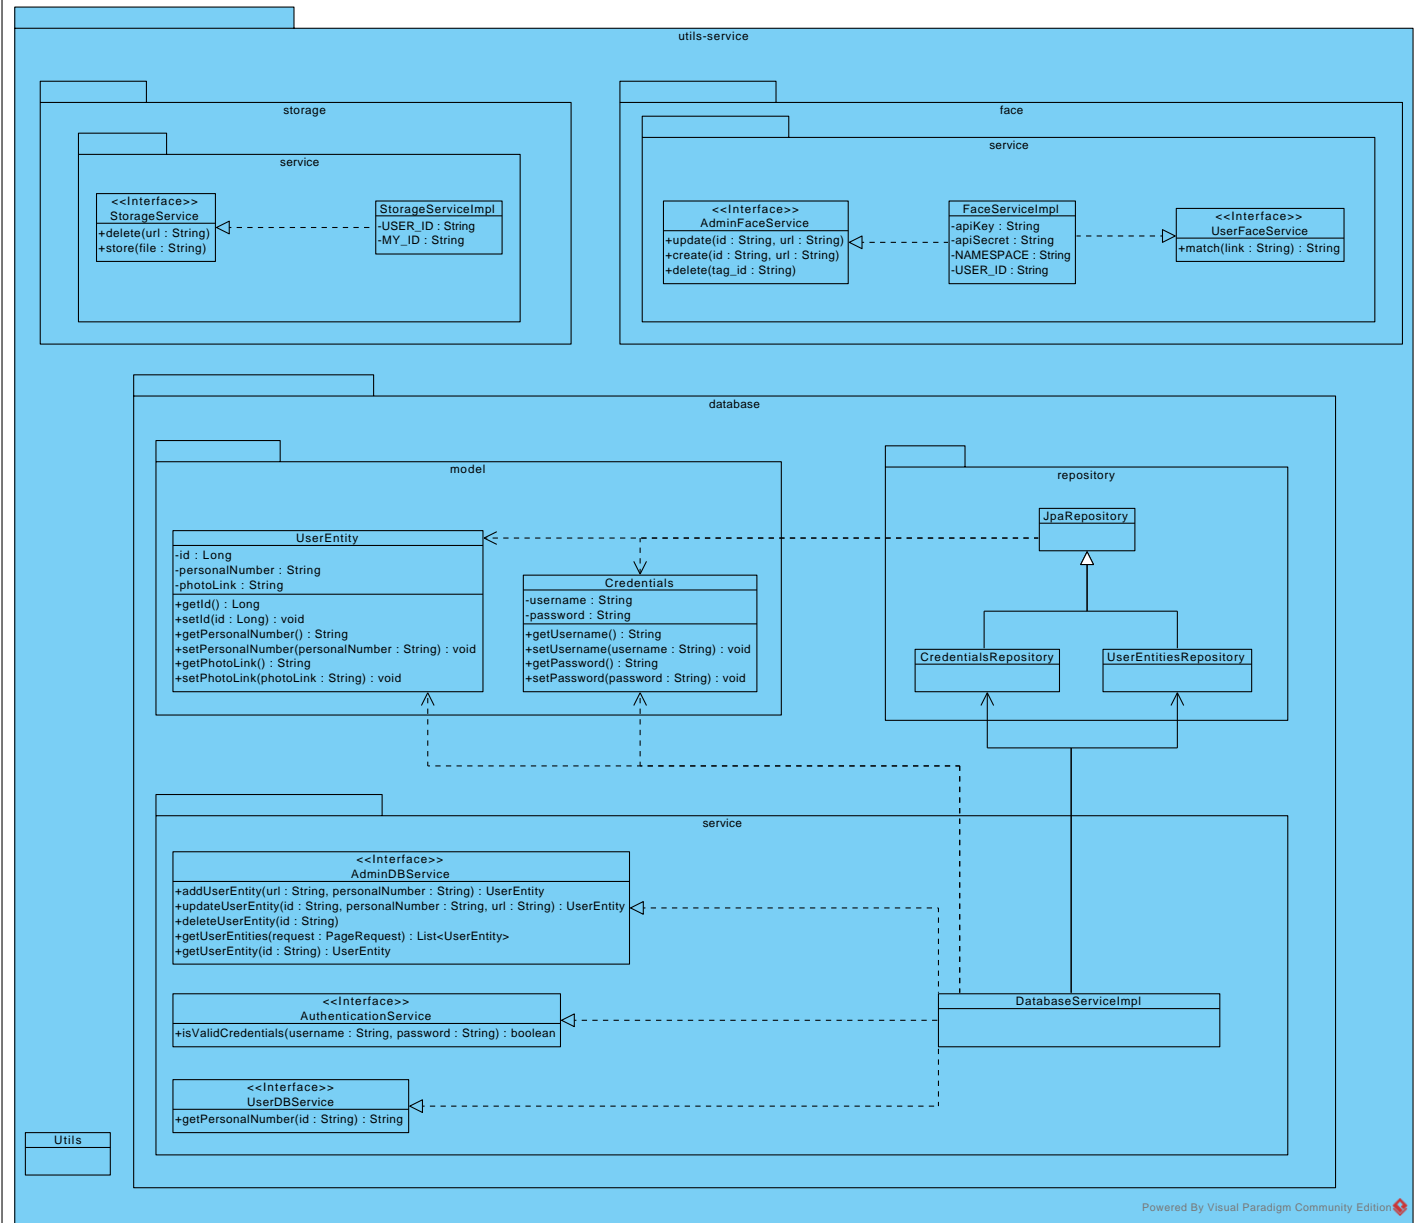 utils-service
storage
service
<<Interface>>
StorageService
+delete(url : String)
+store(file : String)
StorageServiceImpl
-USER_ID : String
-MY_ID : String
face
service
<<Interface>>
AdminFaceService
+update(id : String, url : String)
+create(id : String, url : String)
+delete(tag_id : String)
FaceServiceImpl
-apiKey : String
-apiSecret : String
-NAMESPACE : String
-USER_ID : String
<<Interface>>
UserFaceService
+match(link : String) : String
database
model
UserEntity
-id : Long
-personalNumber : String
-photoLink : String
+getId() : Long
+setId(id : Long) : void
+getPersonalNumber() : String
+setPersonalNumber(personalNumber : String) : void
+getPhotoLink() : String
+setPhotoLink(photoLink : String) : void
Credentials
-username : String
-password : String
+getUsername() : String
+setUsername(username : String) : void
+getPassword() : String
+setPassword(password : String) : void
repository
JpaRepository
CredentialsRepository
UserEntitiesRepository
service
<<Interface>>
AdminDBService
+addUserEntity(url : String, personalNumber : String) : UserEntity
+updateUserEntity(id : String, personalNumber : String, url : String) : UserEntity
+deleteUserEntity(id : String)
+getUserEntities(request : PageRequest) : List<UserEntity>
+getUserEntity(id : String) : UserEntity
<<Interface>>
AuthenticationService
+isValidCredentials(username : String, password : String) : boolean
DatabaseServiceImpl
<<Interface>>
UserDBService
+getPersonalNumber(id : String) : String
Utils
Powered By Visual Paradigm Community Edition